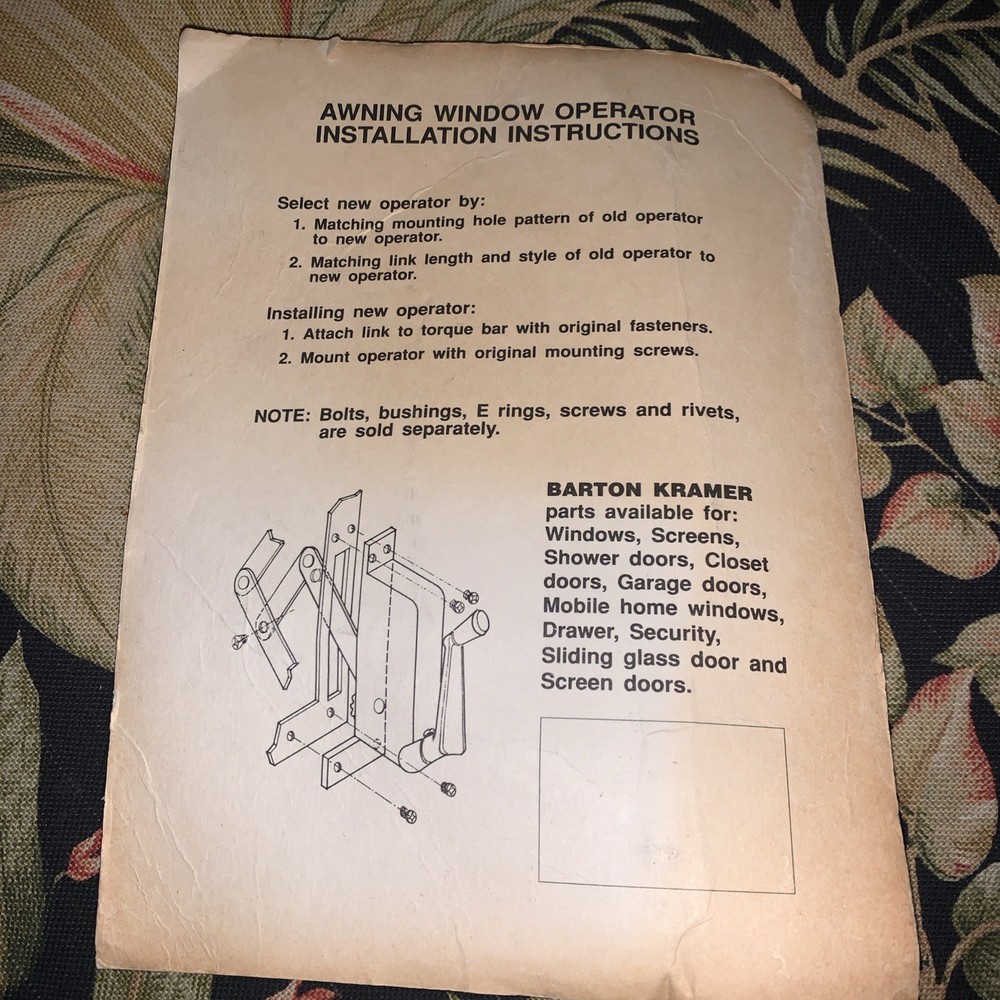 AWNING WINDOW OPERATOR
INSTALLATION INSTRUCTIONS
Select new operator by:
1. Matching mounting hole pattern of old operator
to new operator.
2. Matching link length and style of old operator to
new operator.
Installing new operator:
1. Attach link to torque bar with original fasteners.
2. Mount operator with original mounting screws.
NOTE: Bolts, bushings, E rings, screws and rivets,
are sold separately.
BARTON KRAMER
parts available for:
Windows, Screens,
Shower doors, Closet
doors, Garage doors,
Mobile home windows,
Drawer, Security,
Sliding glass door and
Screen doors.